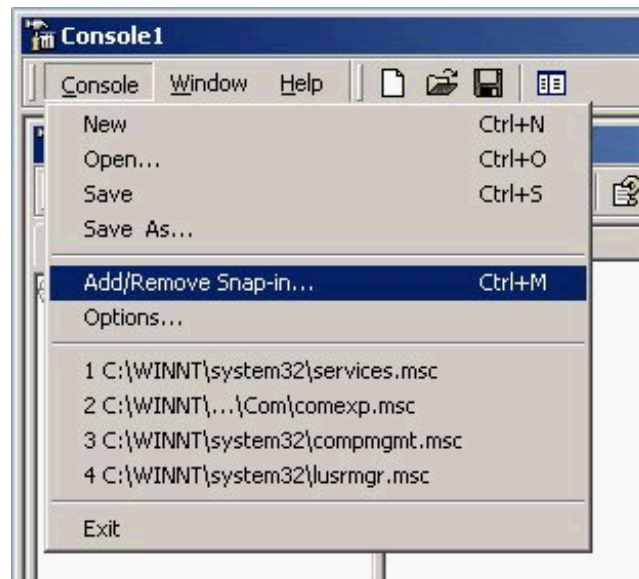 Console1
Console Window Help
New Ctrl+N
Open... Ctrl+O
Save Ctrl+S
Save As...
Add/Remove Snap-in... Ctrl+M
Options...
1 C:\WINNT\system32\services.msc
2 C:\WINNT\...\Com\comexp.msc
3 C:\WINNT\system32\compmgmt.msc
4 C:\WINNT\system32\lusrmgr.msc
Exit